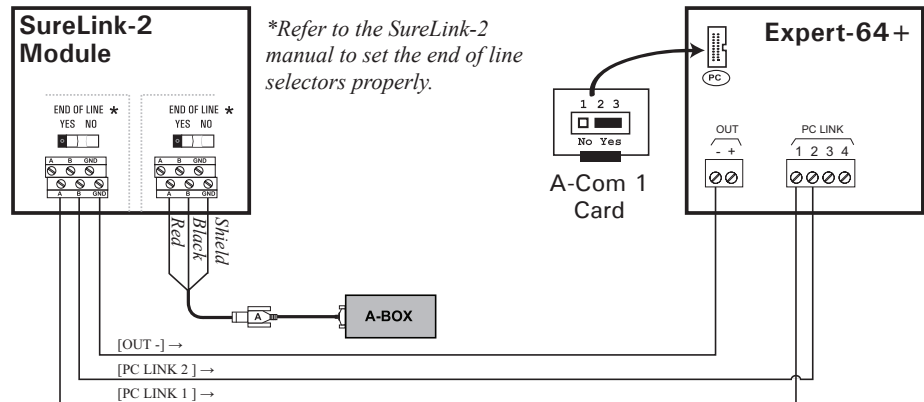 SureLink-2
Module
*Refer to the SureLink-2
manual to set the end of line
selectors properly.
Expert-64+
PC
1 2 3
No Yes
A-Com 1
Card
OUT
- +
PC LINK
1 2 3 4
END OF LINE *
YES NO
END OF LINE *
YES NO
A B GND
A B GND
A B GND
A B GND
Red
Black
Shield
A
A-BOX
[OUT -] →
[PC LINK 2 ] →
[PC LINK 1 ] →